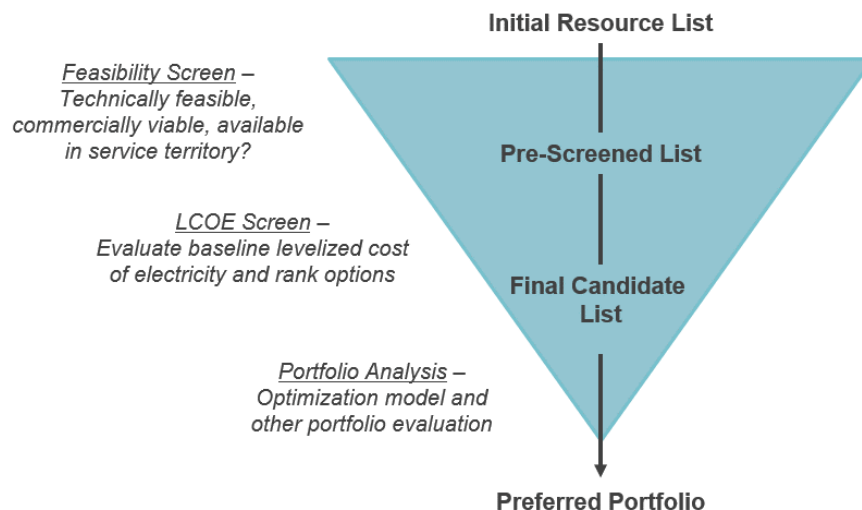 Initial Resource List
Feasibility Screen –
Technically feasible,
commercially viable, available
in service territory?
Pre-Screened List
LCOE Screen –
Evaluate baseline levelized cost
of electricity and rank options
Final Candidate
List
Portfolio Analysis –
Optimization model and
other portfolio evaluation
Preferred Portfolio